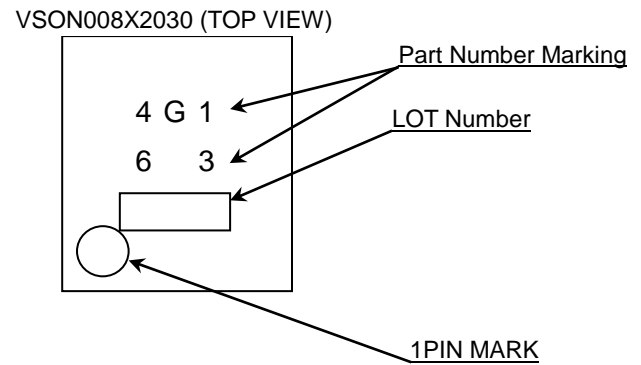 VSON008X2030 (TOP VIEW)
Part Number Marking
4 G 1
LOT Number
6 3
1PIN MARK